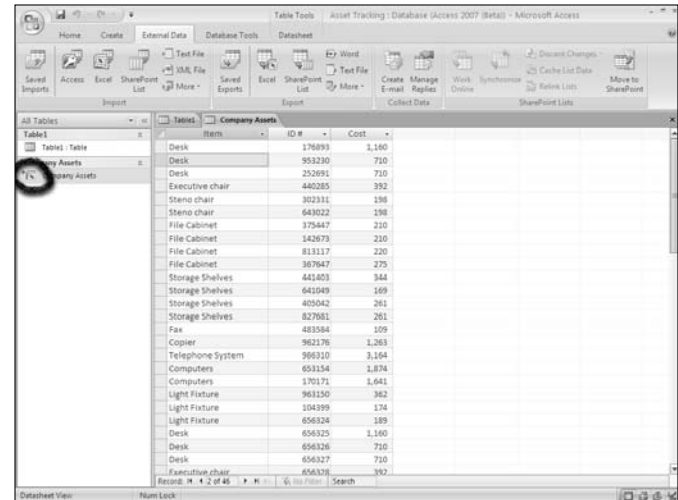 Table Tools Asset Tracking : Database (Access 2007 (Beta)) - Microsoft Access
Home Create External Data Database Tools Datasheet
Saved Imports
Access
Excel
SharePoint List
Text File
XML File
More
Import
Saved Exports
Excel
SharePoint List
Word
Text File
More
Export
Create E-mail
Manage Replies
Collect Data
Work Online
Synchronize
Discard Changes
Cache List Data
Relink Lists
Move to SharePoint
SharePoint Lists
All Tables
Table1
Table1 : Table
Company Assets
Table1 Company Assets
Item ID # Cost
Desk 176893 1,160
Desk 953230 710
Desk 252691 710
Executive chair 440285 392
Steno chair 302331 198
Steno chair 643022 198
File Cabinet 375447 210
File Cabinet 142673 210
File Cabinet 813117 220
File Cabinet 367647 275
Storage Shelves 441403 344
Storage Shelves 641049 169
Storage Shelves 405042 261
Storage Shelves 827681 261
Fax 483564 109
Copier 962176 1,263
Telephone System 986310 3,164
Computers 653154 1,874
Computers 170171 1,641
Light Fixture 963150 362
Light Fixture 104399 174
Light Fixture 656324 189
Desk 656325 1,160
Desk 656326 710
Desk 656327 710
Executive chair 656328 392
Record: 2 of 46 No Filter Search
Datasheet View Num Lock